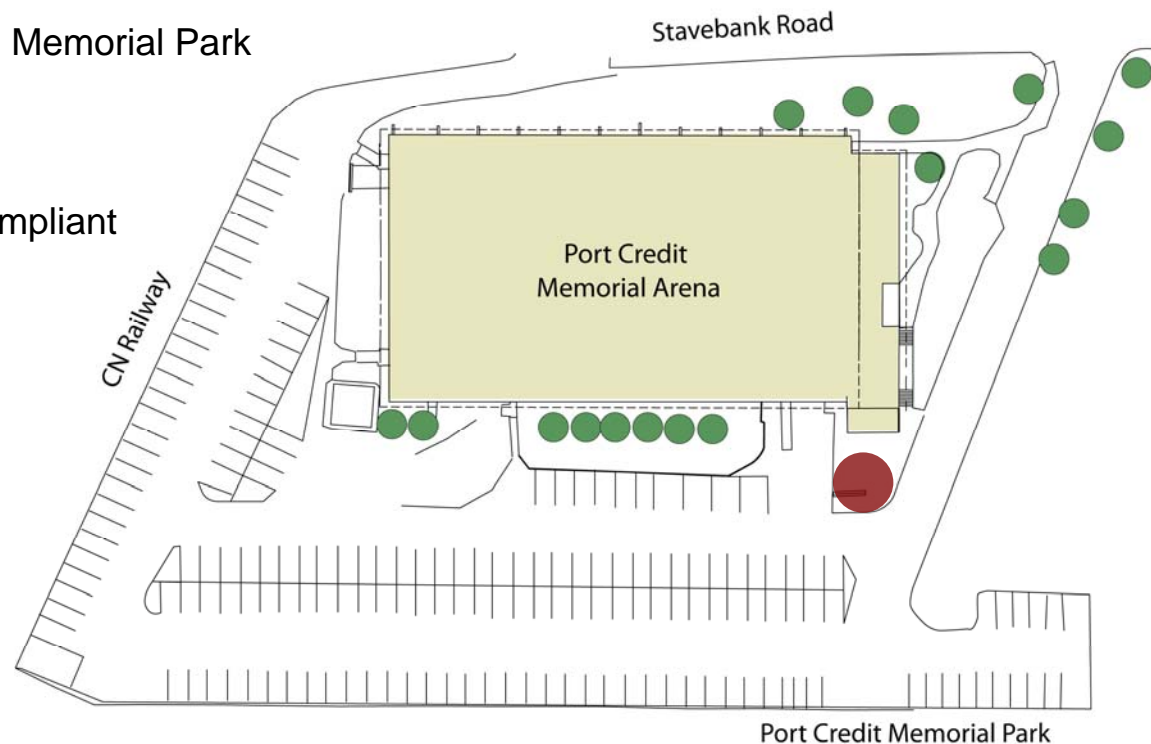 Memorial Park
Stavebank Road
mpliant
Port Credit
Memorial Arena
CN Railway
Port Credit Memorial Park